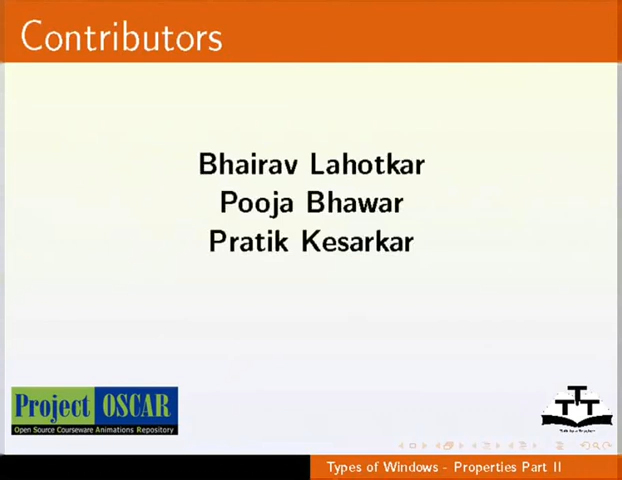 Contributors
Bhairav Lahotkar
Pooja Bhawar
Pratik Kesarkar
Project OSCAR
Open Source Courseware Animations Repository
TTT
Types of Windows - Properties Part II